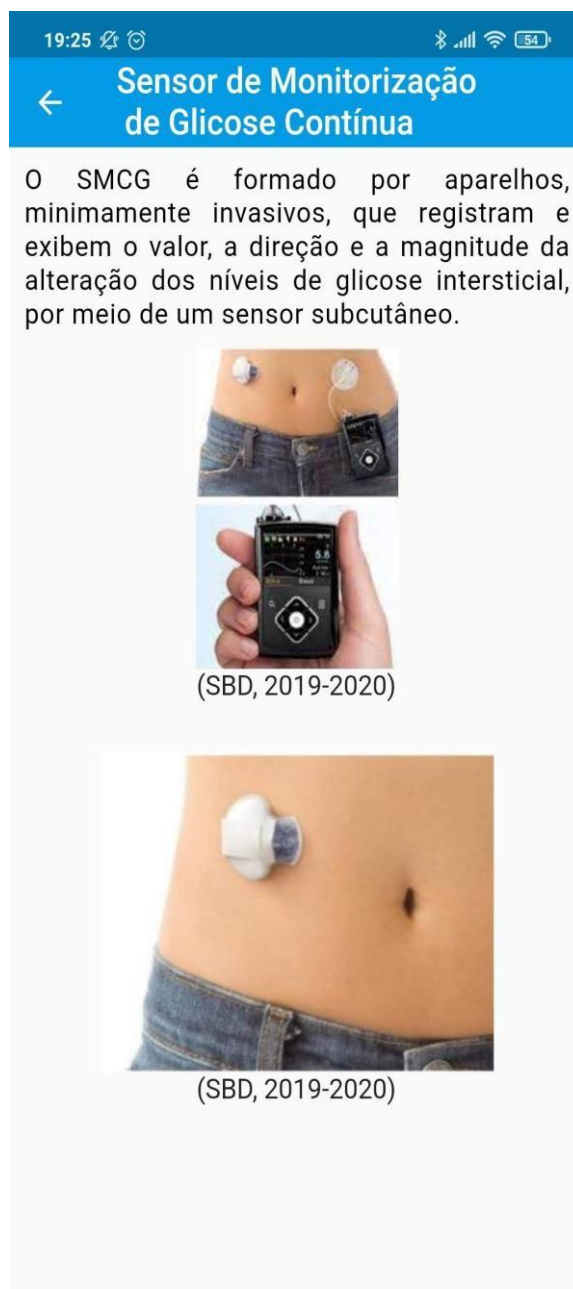 19:25
54
Sensor de Monitorização
de Glicose Contínua
O SMCG é formado por aparelhos,
minimamente invasivos, que registram e
exibem o valor, a direção e a magnitude da
alteração dos níveis de glicose intersticial,
por meio de um sensor subcutâneo.
5.8
(SBD, 2019-2020)
(SBD, 2019-2020)